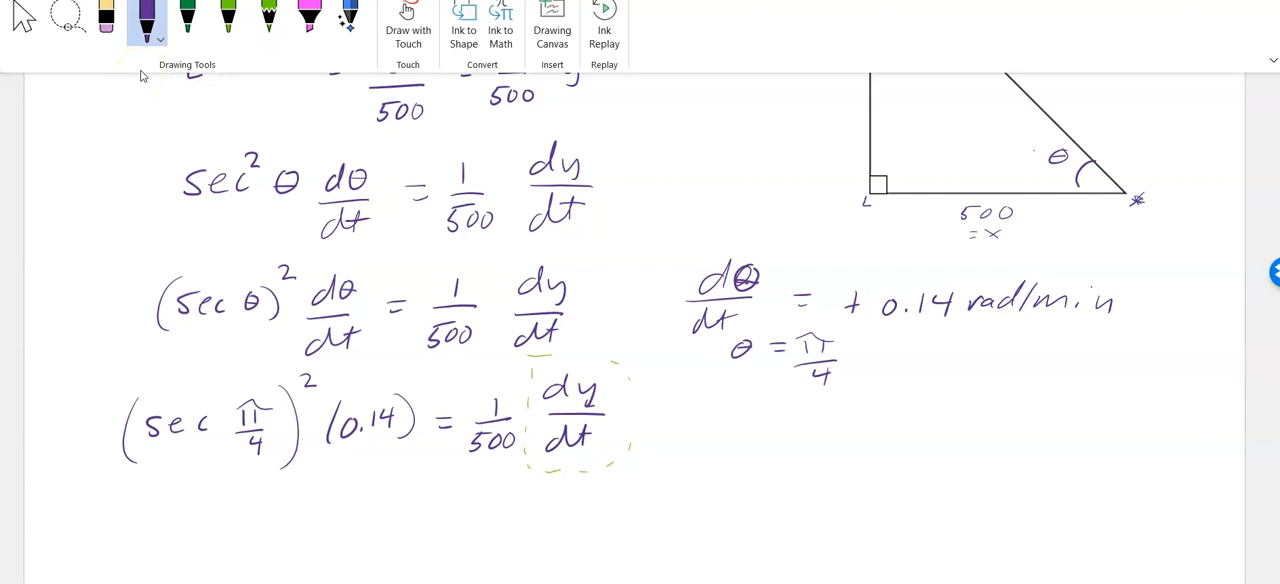 Draw with Touch
Ink to Shape
Ink to Math
Drawing Canvas
Ink Replay
Drawing Tools
Touch
Convert
Insert
Replay
500
500
y
sec² θ dθ/dt = 1/500 dy/dt
θ
L
500
= x
(sec θ)² dθ/dt = 1/500 dy/dt
dθ/dt = + 0.14 rad/min
θ = π/4
(sec π/4)² (0.14) = 1/500 dy/dt